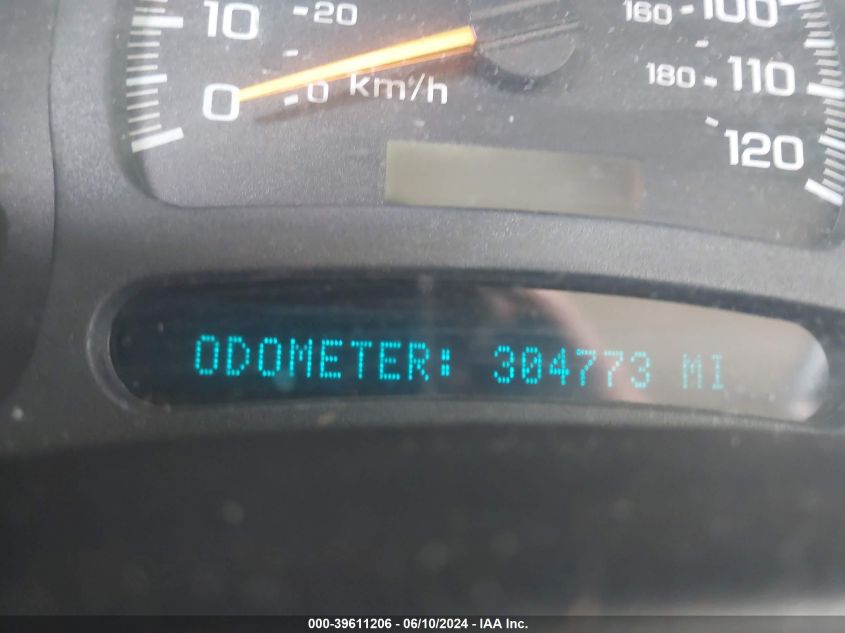 10 20 160 100
0 0 km/h 180 110
120
ODOMETER: 304773 MI
000-39611206 - 06/10/2024 - IAA Inc.